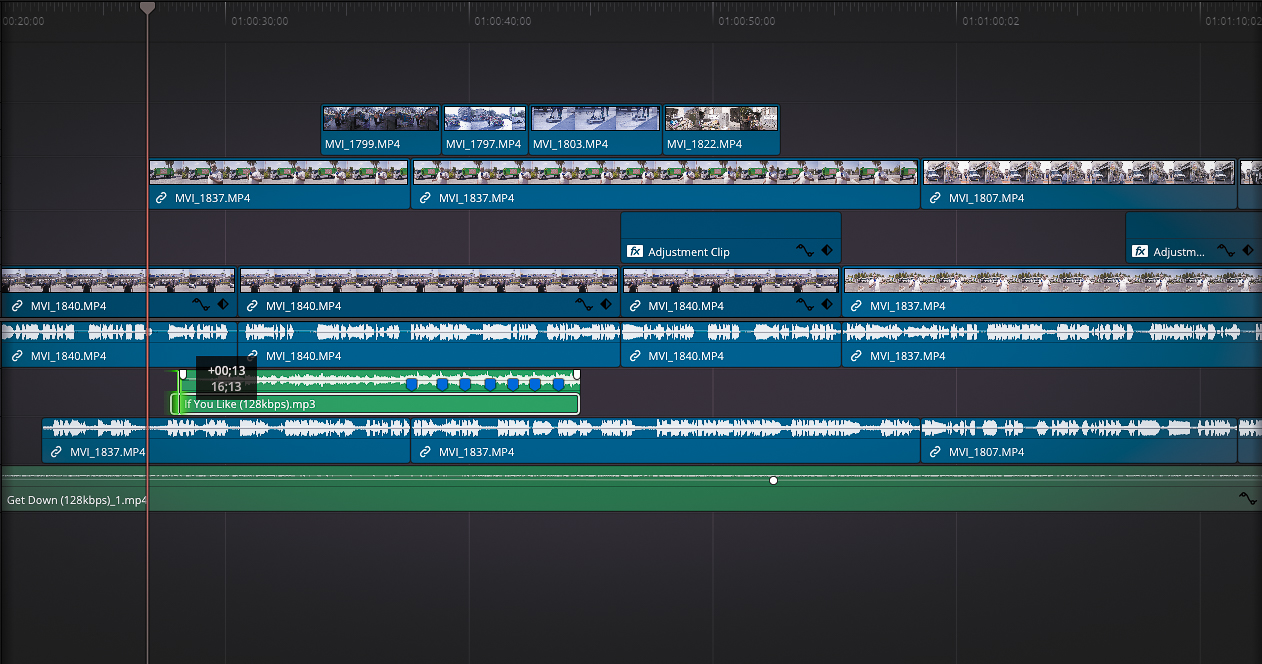 00:20;00
01:00:30;00
01:00:40;00
01:00:50;00
01:01:00;02
01:01:10;02
MVI_1799.MP4
MVI_1797.MP4
MVI_1803.MP4
MVI_1822.MP4
MVI_1837.MP4
MVI_1837.MP4
MVI_1807.MP4
fx Adjustment Clip
fx Adjustm...
MVI_1840.MP4
MVI_1840.MP4
MVI_1840.MP4
MVI_1837.MP4
MVI_1840.MP4
MVI_1840.MP4
MVI_1840.MP4
MVI_1837.MP4
+00;13
16;13
If You Like (128kbps).mp3
MVI_1837.MP4
MVI_1837.MP4
MVI_1807.MP4
Get Down (128kbps)_1.mp4